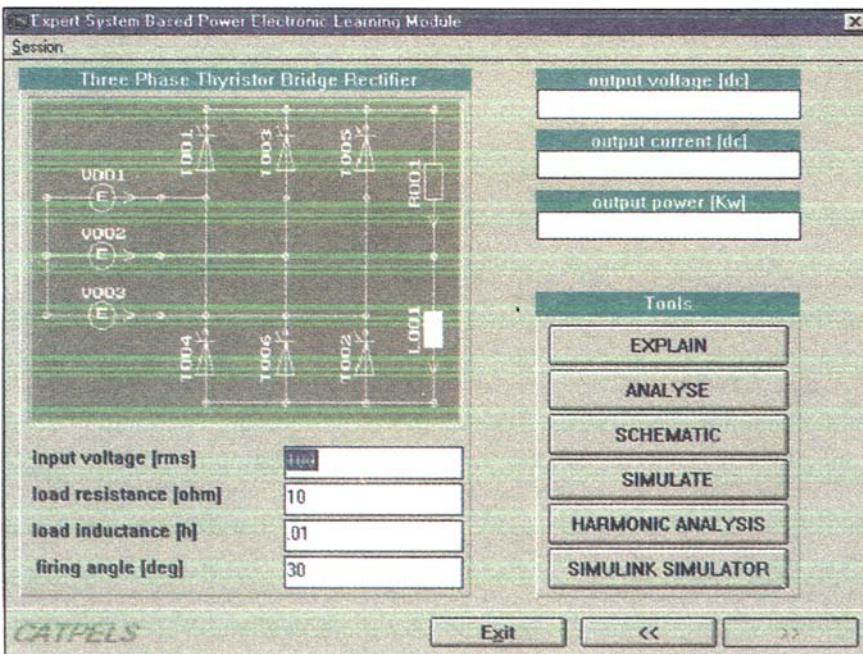 Expert System Based Power Electronic Learning Module
Session
Three Phase Thyristor Bridge Rectifier
T001
T003
T005
V001
E
R001
V002
E
V003
E
L001
T004
T006
T002
input voltage [rms]
load resistance [ohm]
10
load inductance [h]
.01
firing angle [deg]
30
output voltage [dc]
output current [dc]
output power [Kw]
Tools
EXPLAIN
ANALYSE
SCHEMATIC
SIMULATE
HARMONIC ANALYSIS
SIMULINK SIMULATOR
CATPELS
Exit
<<
>>